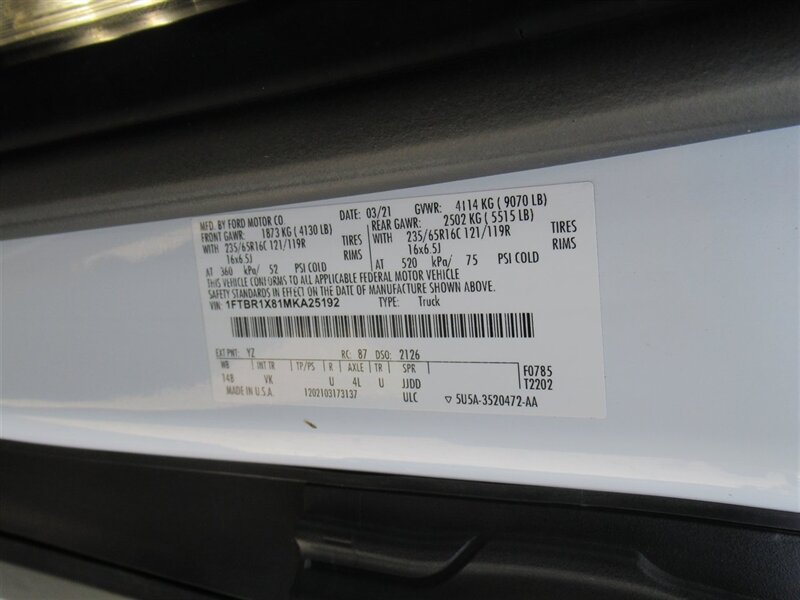 MFD. BY FORD MOTOR CO. DATE: 03/21 GVWR: 4114 KG ( 9070 LB)
FRONT GAWR: 1873 KG ( 4130 LB) REAR GAWR: 2502 KG ( 5515 LB)
WITH 235/65R16C 121/119R TIRES WITH 235/65R16C 121/119R TIRES
16x6.5J RIMS 16x6.5J RIMS
AT 360 kPa/ 52 PSI COLD AT 520 kPa/ 75 PSI COLD
THIS VEHICLE CONFORMS TO ALL APPLICABLE FEDERAL MOTOR VEHICLE
SAFETY STANDARDS IN EFFECT ON THE DATE OF MANUFACTURE SHOWN ABOVE.
VIN: 1FTBR1X81MKA25192 TYPE: Truck
EXT PNT: YZ RC: 87 DSO: 2126
WB INT TR TP/PS R AXLE TR SPR F0785
148 VK U 4L U JJDD T2202
MADE IN U.S.A. 1202103173137 ULC ▽ 5U5A-3520472-AA